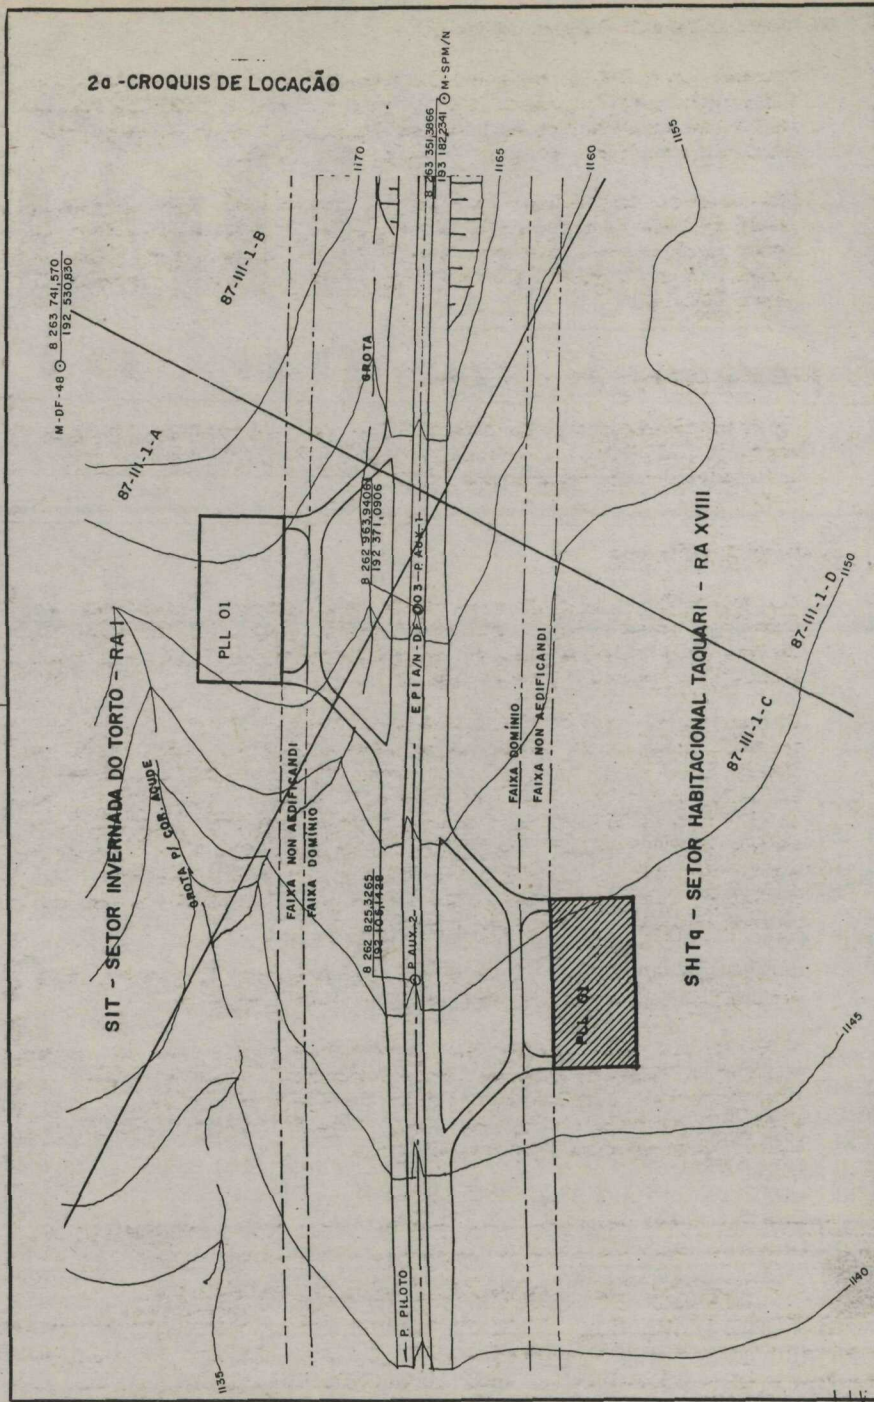 2a - CROQUIS DE LOCAÇÃO
M-DF-48
8 263 741,570
192 530,830
8 263 351,3866
193 182,2341
M-SPM/N
87-III-1-A
87-III-1-B
1170
1165
1160
1155
SIT - SETOR INVERNADA DO TORTO - RA I
PLL 01
GROTA
8 262 963,9406
192 371,0906
EPIA/N-DF-003-P.AUX.1
GROTA P/ COR. AÇUDE
FAIXA NON AEDIFICANDI
FAIXA DOMÍNIO
FAIXA DOMÍNIO
FAIXA NON AEDIFICANDI
8 262 825,3265
192 105,1428
P.AUX.2
PLL 01
SHTq - SETOR HABITACIONAL TAQUARI - RA XVIII
87-III-1-C
87-III-1-D
1150
1145
1140
1135
P. PILOTO